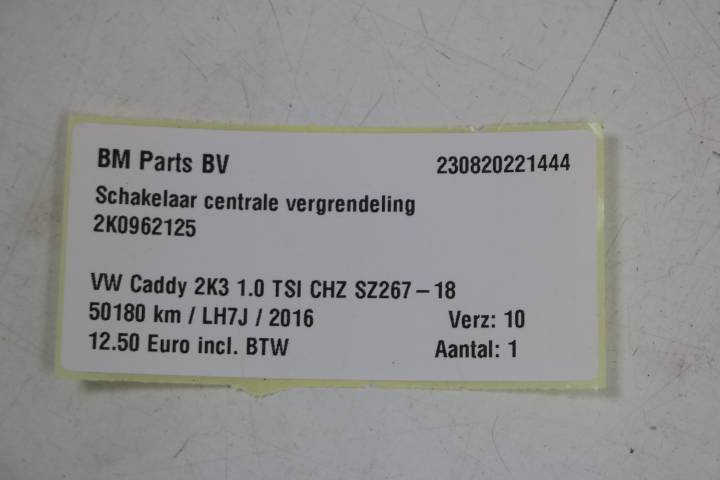 BM Parts BV 230820221444
Schakelaar centrale vergrendeling
2K0962125
VW Caddy 2K3 1.0 TSI CHZ SZ267-18
50180 km / LH7J / 2016 Verz: 10
12.50 Euro incl. BTW Aantal: 1